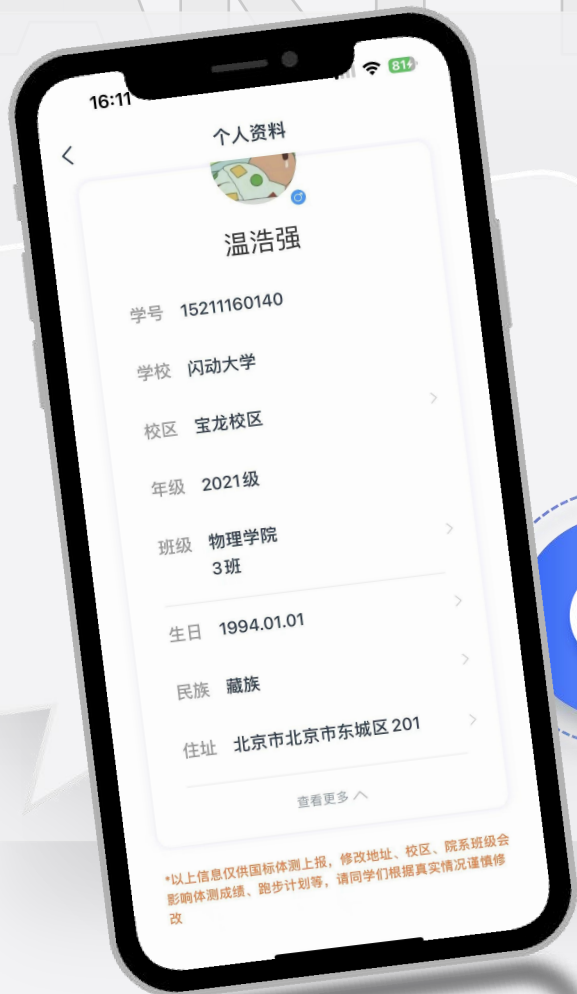 16:11
81
个人资料
温浩强
学号 15211160140
学校 闪动大学
校区 宝龙校区
年级 2021级
班级 物理学院
3班
生日 1994.01.01
民族 藏族
住址 北京市北京市东城区201
查看更多
*以上信息仅供国标体测上报，修改地址、校区、院系班级会
影响体测成绩、跑步计划等，请同学们根据真实情况谨慎修
改